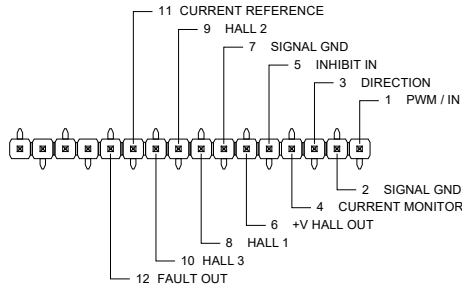 11 CURRENT REFERENCE
9 HALL 2
7 SIGNAL GND
5 INHIBIT IN
3 DIRECTION
1 PWM / IN
2 SIGNAL GND
4 CURRENT MONITOR
6 +V HALL OUT
8 HALL 1
10 HALL 3
12 FAULT OUT